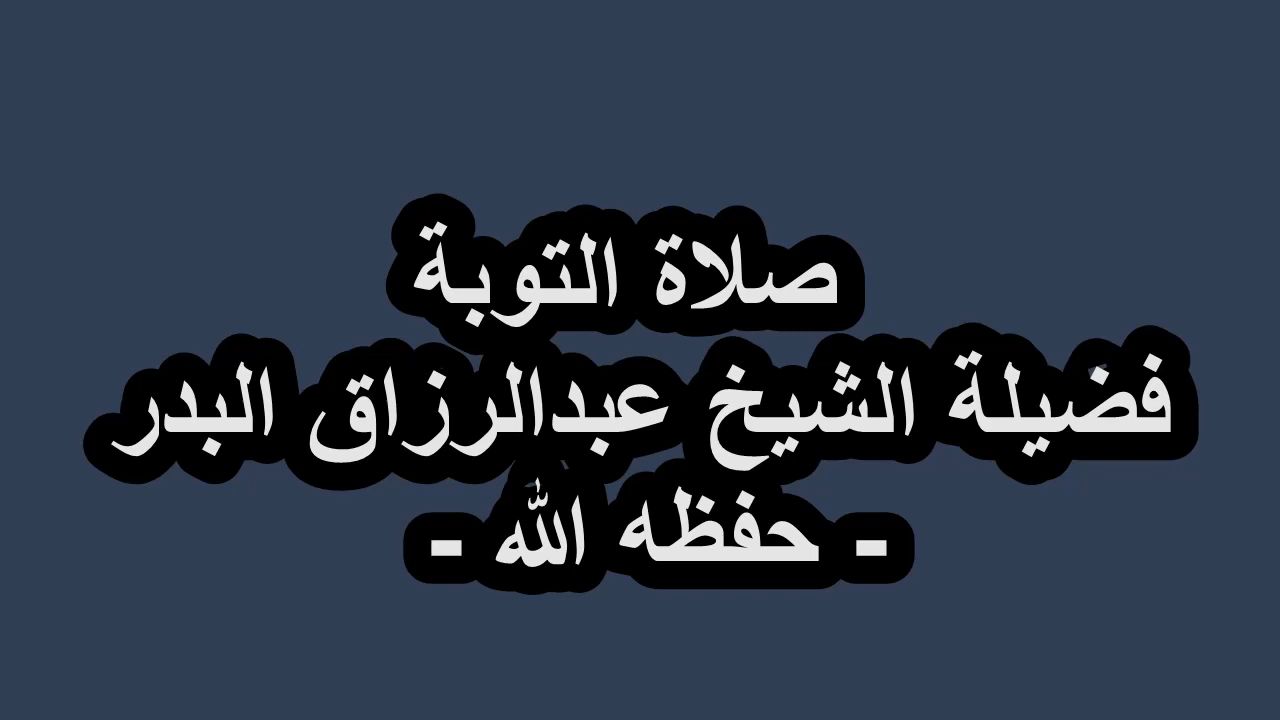 صلاة التوبة
فضيلة الشيخ عبدالرزاق البدر
- حفظه الله -